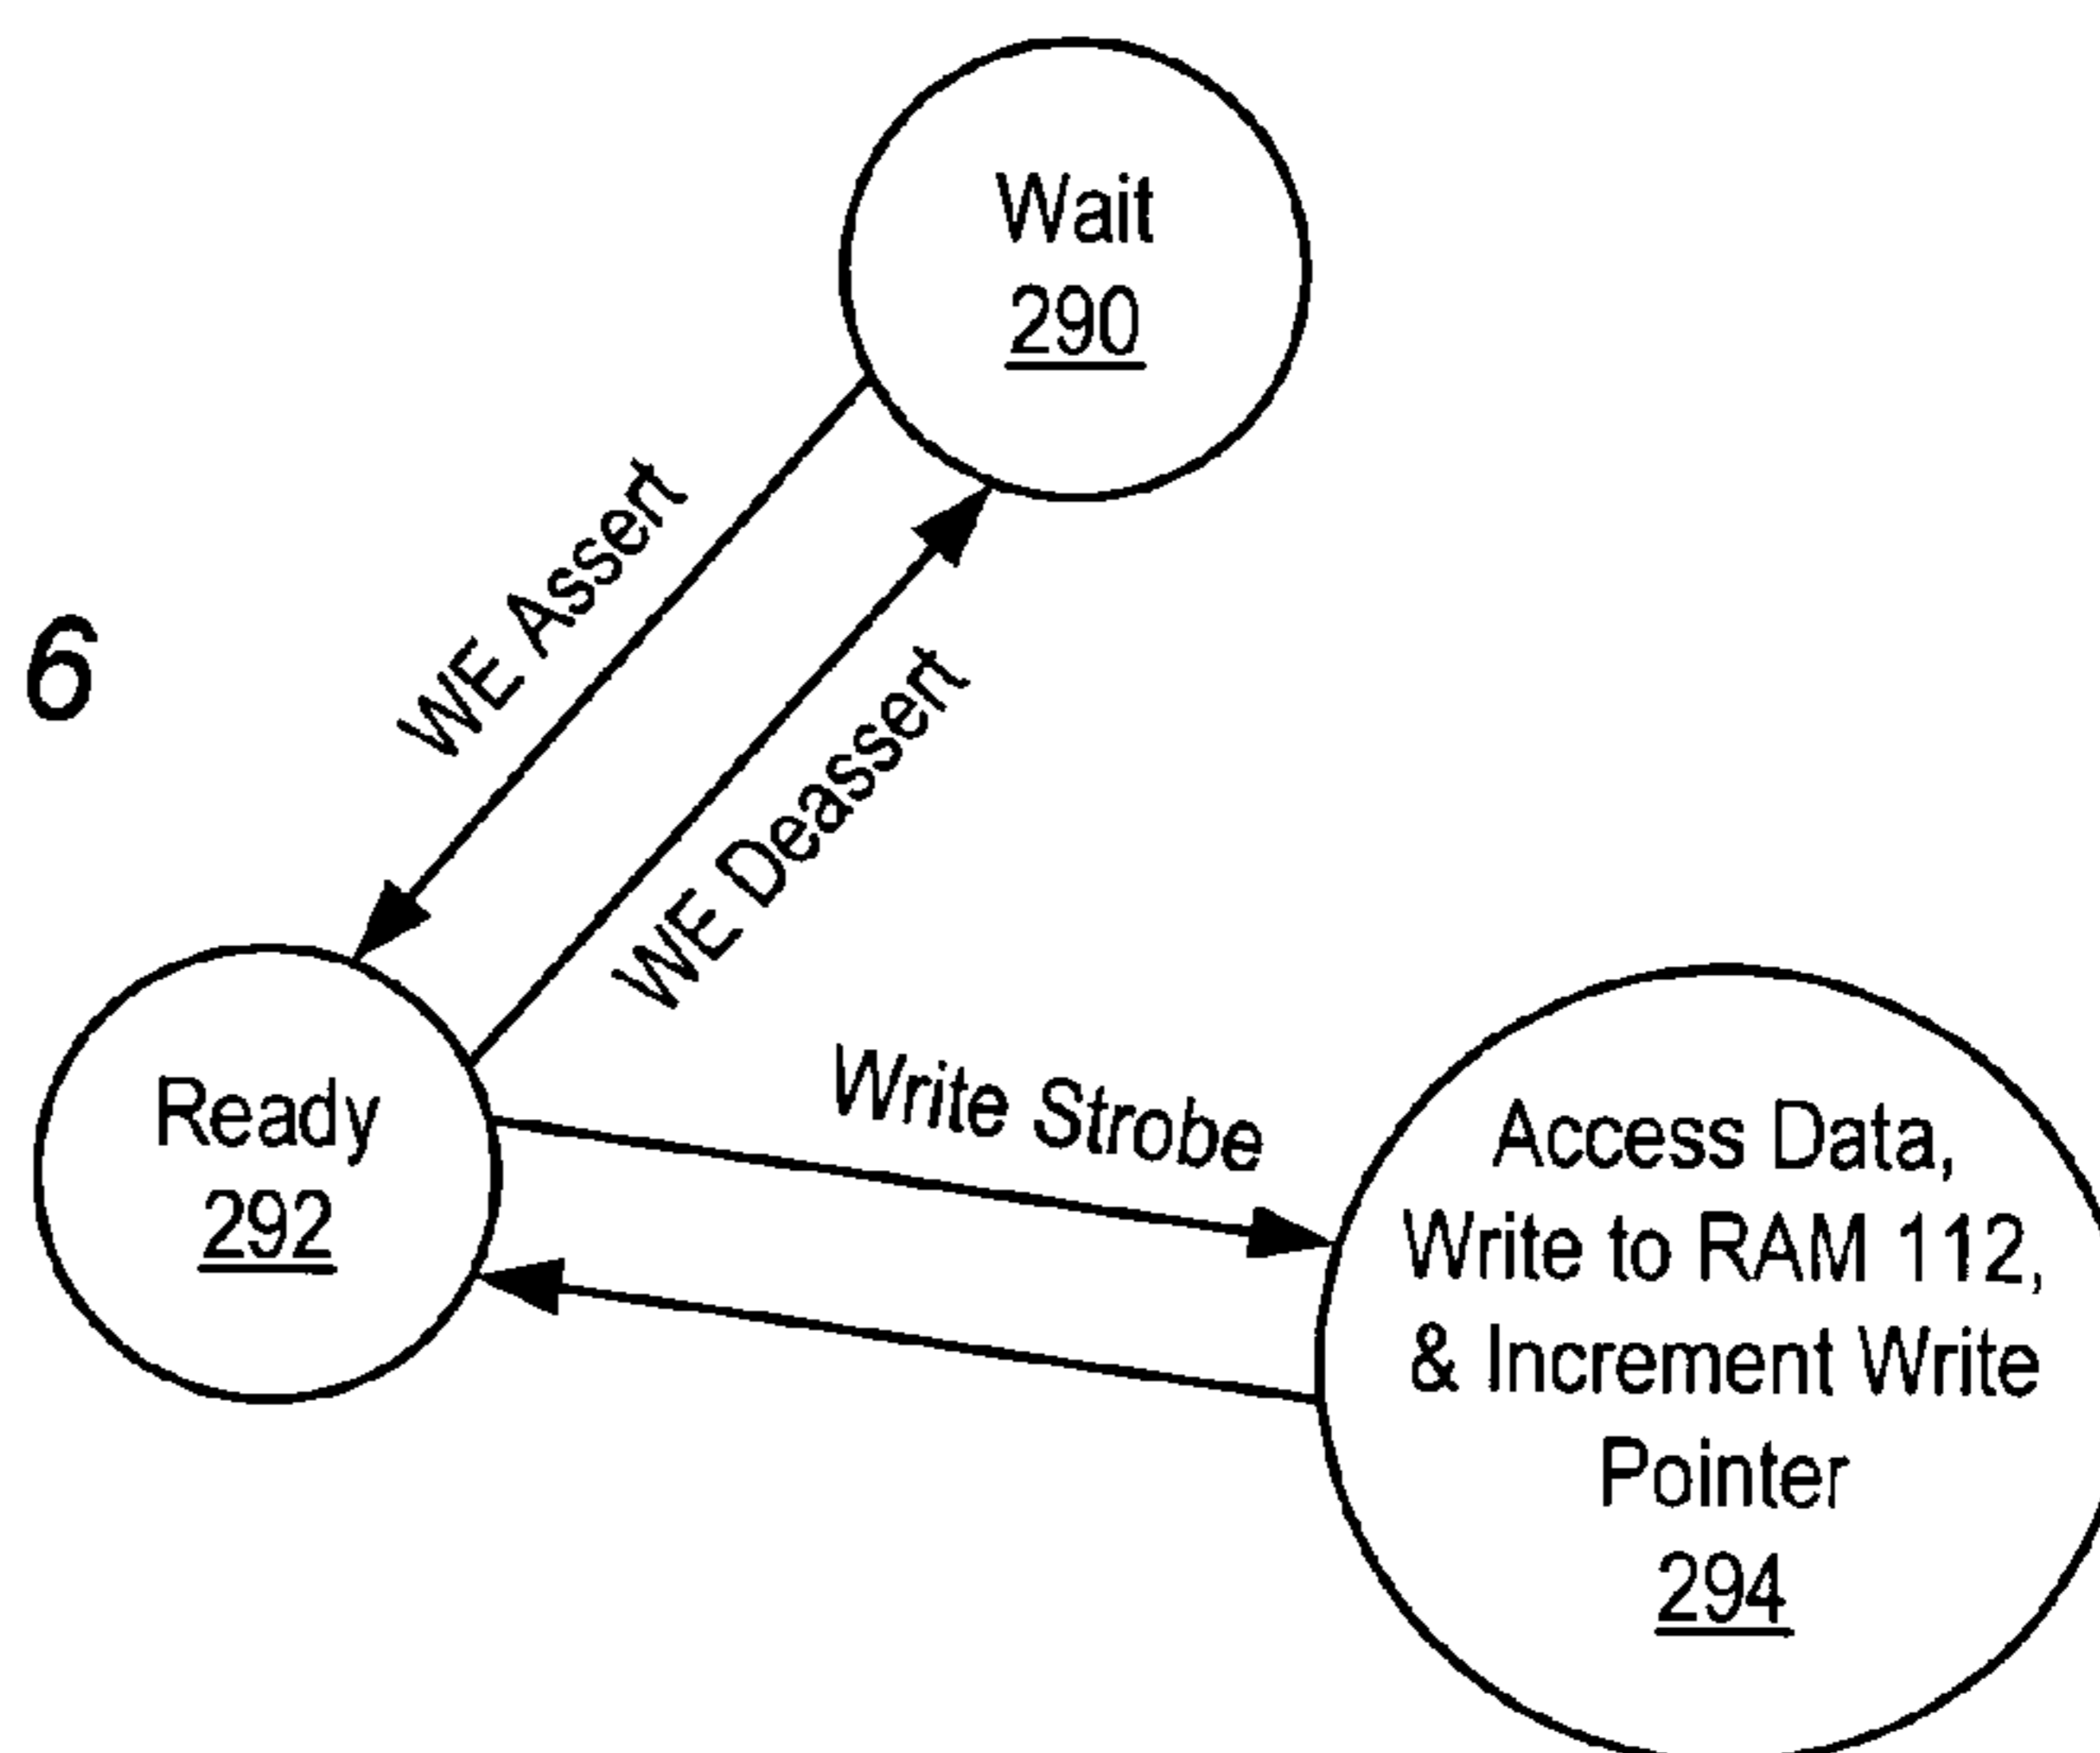 Wait
290
6
WE Assert
WE Deassert
Write Strobe
Ready
292
Access Data,
Write to RAM 112,
& Increment Write
Pointer
294